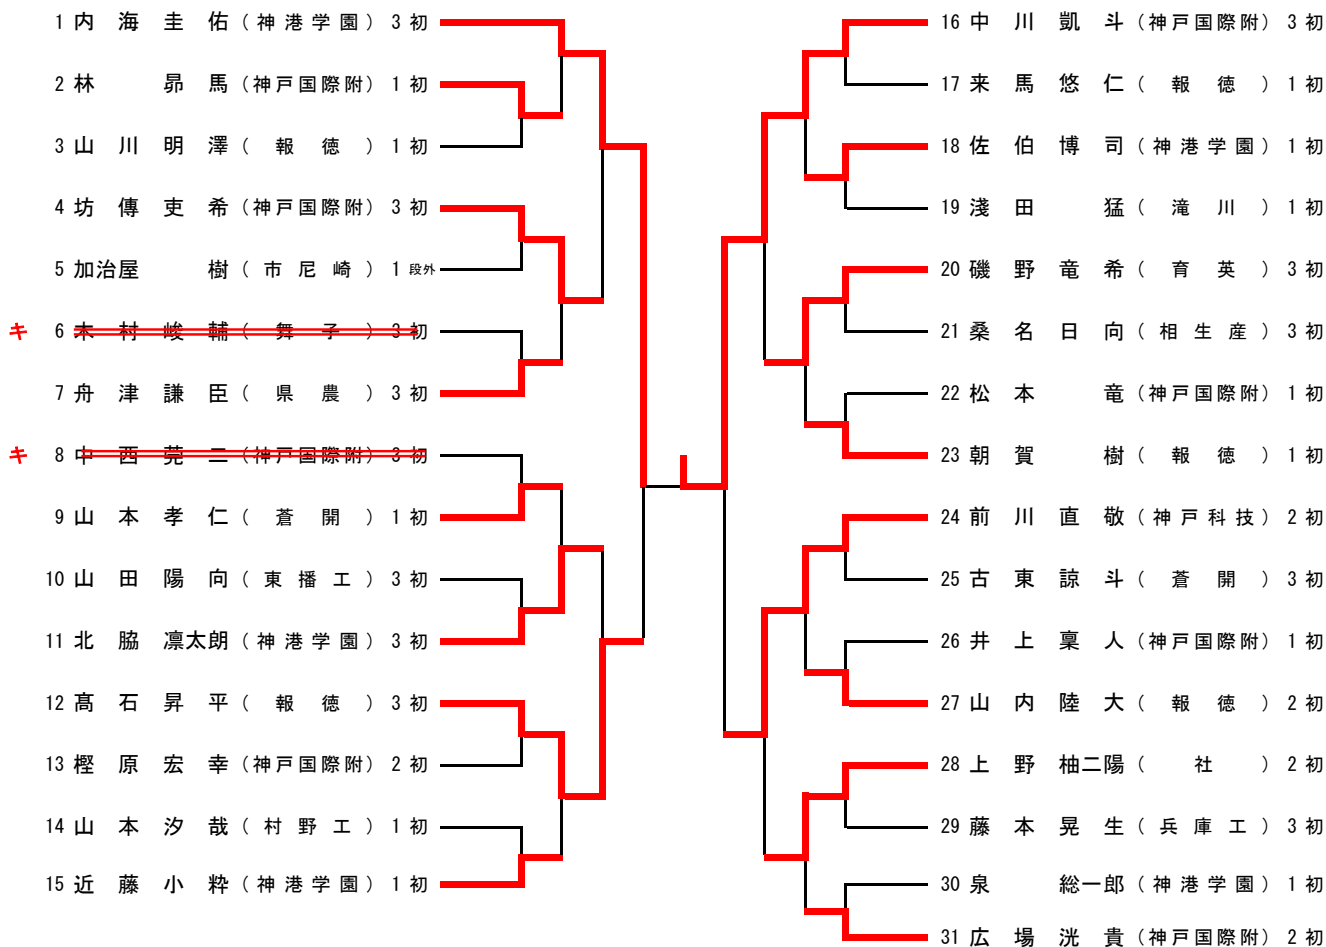 1 内 海 圭 佑 ( 神 港 学 園 ) 3 初
2 林 昴 馬 (神戸国際附) 1 初
3 山 川 明 澤 ( 報 徳 ) 1 初
4 坊 傳 吏 希 (神戸国際附) 3 初
5 加治屋 樹 ( 市 尼 崎 ) 1 段外
キ 6 木 村 峻 輔 ( 舞 子 ) 3 初
7 舟 津 謙 臣 ( 県 農 ) 3 初
キ 8 中 西 莞 二 (神戸国際附) 3 初
9 山 本 孝 仁 ( 蒼 開 ) 1 初
10 山 田 陽 向 ( 東 播 工 ) 3 初
11 北 脇 凛太朗 ( 神 港 学 園 ) 3 初
12 髙 石 昇 平 ( 報 徳 ) 3 初
13 樫 原 宏 幸 (神戸国際附) 2 初
14 山 本 汐 哉 ( 村 野 工 ) 1 初
15 近 藤 小 粋 ( 神 港 学 園 ) 1 初
16 中 川 凱 斗 (神戸国際附) 3 初
17 来 馬 悠 仁 ( 報 徳 ) 1 初
18 佐 伯 博 司 ( 神 港 学 園 ) 1 初
19 淺 田 猛 ( 滝 川 ) 1 初
20 磯 野 竜 希 ( 育 英 ) 3 初
21 桑 名 日 向 ( 相 生 産 ) 3 初
22 松 本 竜 (神戸国際附) 1 初
23 朝 賀 樹 ( 報 徳 ) 1 初
24 前 川 直 敬 ( 神 戸 科 技 ) 2 初
25 古 東 諒 斗 ( 蒼 開 ) 3 初
26 井 上 稟 人 (神戸国際附) 1 初
27 山 内 陸 大 ( 報 徳 ) 2 初
28 上 野 柚二陽 ( 社 ) 2 初
29 藤 本 晃 生 ( 兵 庫 工 ) 3 初
30 泉 総一郎 ( 神 港 学 園 ) 1 初
31 広 場 洸 貴 (神戸国際附) 2 初